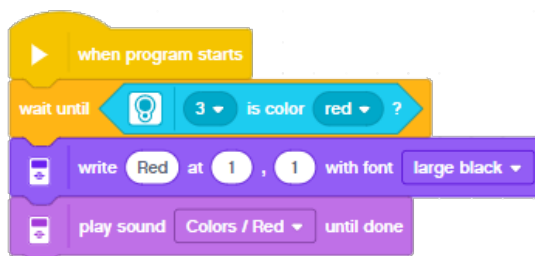 when program starts
wait until 3 is color red ?
write Red at 1 , 1 with font large black
play sound Colors / Red until done